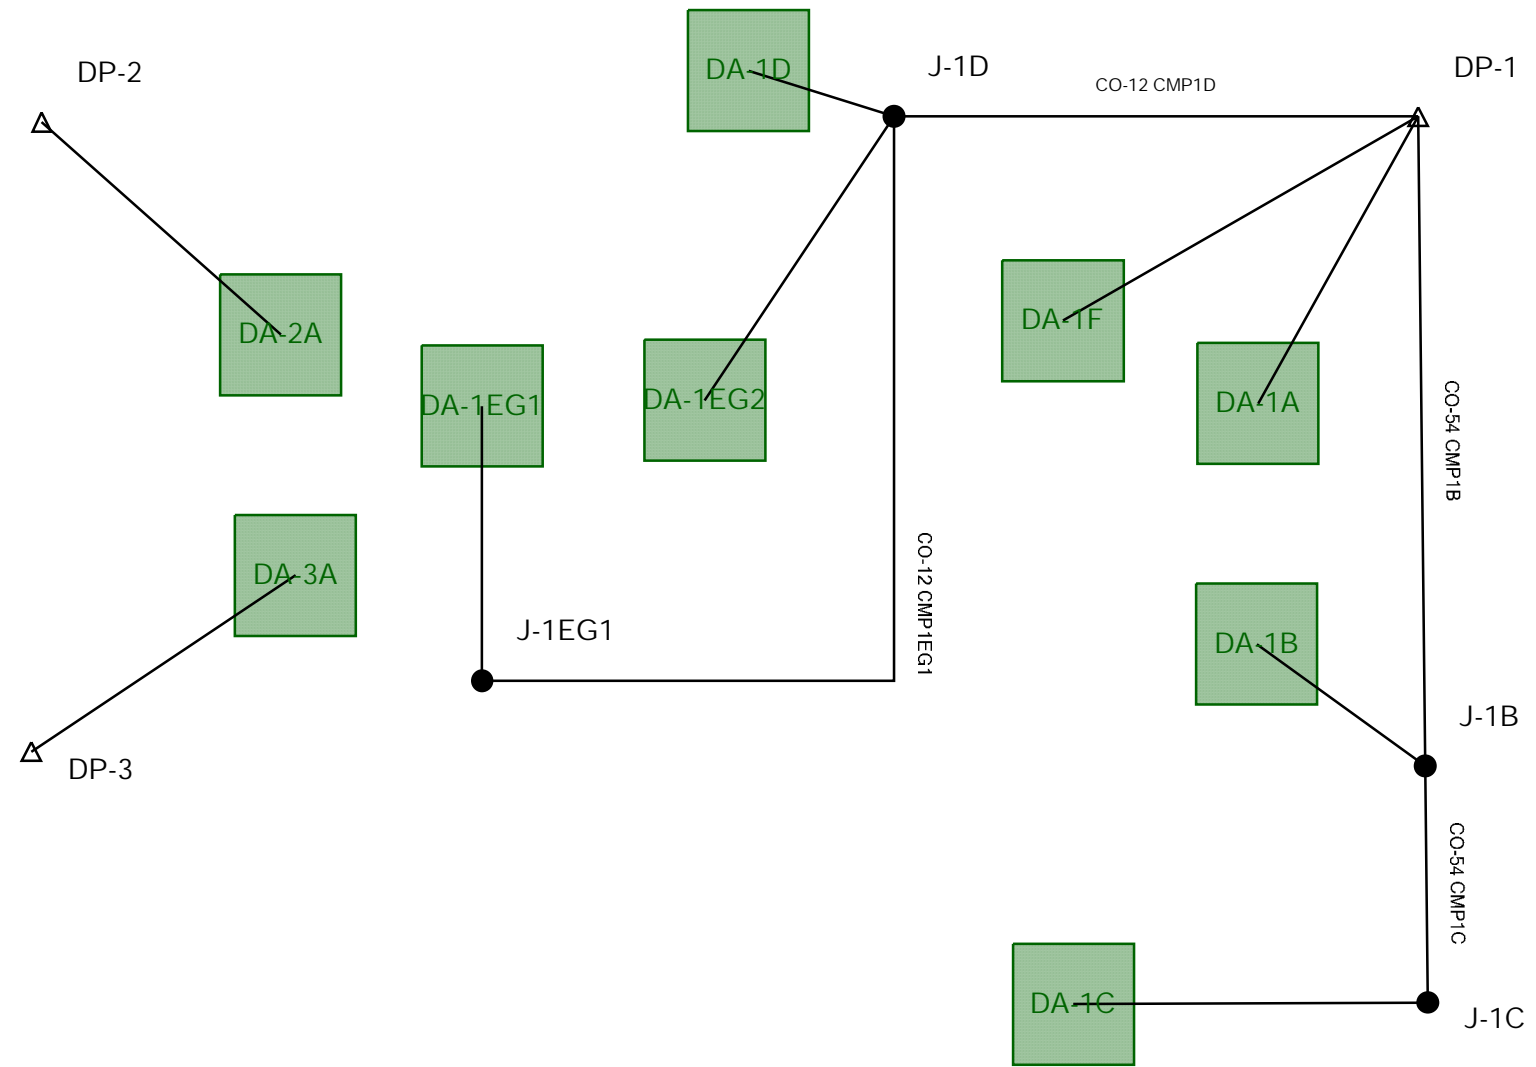 DP-2
DA-1D
J-1D
CO-12 CMP1D
DP-1
DA-2A
DA-1EG1
DA-1EG2
DA-1F
DA-1A
CO-54 CMP1B
DA-3A
J-1EG1
CO-12 CMP1EG1
DA-1B
J-1B
DP-3
CO-54 CMP1C
DA-1C
J-1C